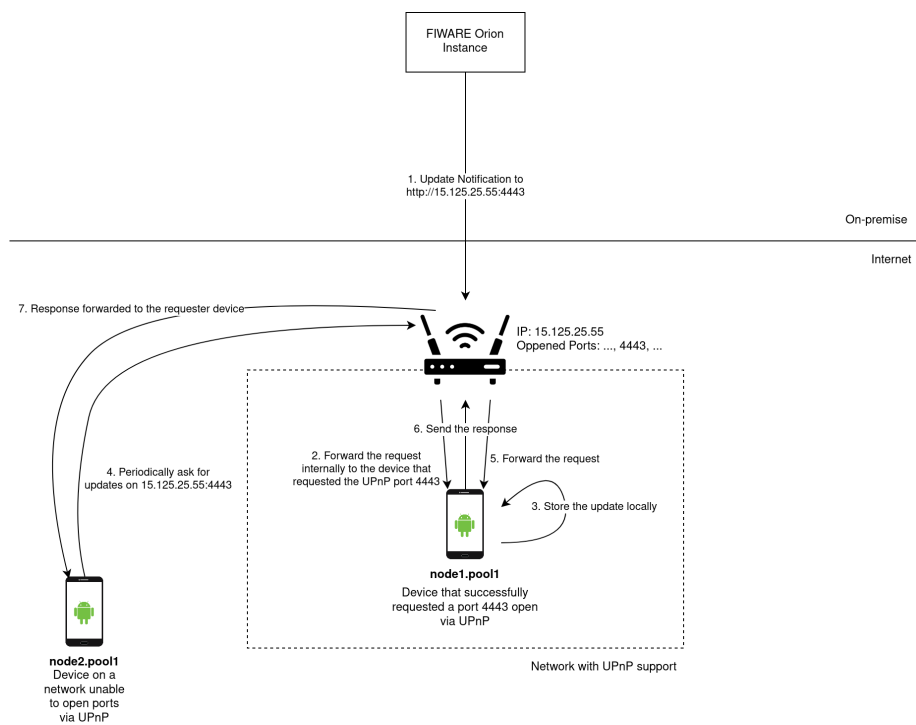 FIWARE Orion
Instance
1. Update Notification to
http://15.125.25.55:4443
On-premise
Internet
7. Response forwarded to the requester device
IP: 15.125.25.55
Oppened Ports: ..., 4443, ...
6. Send the response
2. Forward the request
internally to the device that
requested the UPnP port 4443
5. Forward the request
4. Periodically ask for
updates on 15.125.25.55:4443
3. Store the update locally
node1.pool1
Device that successfully
requested a port 4443 open
via UPnP
node2.pool1
Device on a
network unable
to open ports
via UPnP
Network with UPnP support